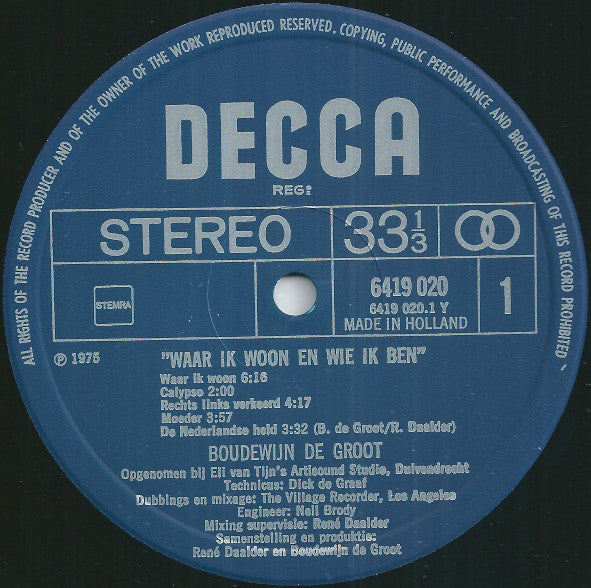 ALL RIGHTS OF THE RECORD PRODUCER AND OF THE OWNER OF THE WORK REPRODUCED RESERVED. COPYING, PUBLIC PERFORMANCE AND BROADCASTING OF THIS RECORD PROHIBITED
DECCA
REGD
STEREO 33 1/3
STEMRA
6419 020
6419 020.1 Y
MADE IN HOLLAND
1
℗ 1975
"WAAR IK WOON EN WIE IK BEN"
Waar ik woon 6:16
Calypso 2:00
Rechts links verkeerd 4:17
Moeder 3:57
De Nederlandse held 3:32 (B. de Groot/R. Daalder)
BOUDEWIJN DE GROOT
Opgenomen bij Eli van Tijn's Artisound Studio, Duivendrecht
Technicus: Dick de Graaf
Dubbings en mixage: The Village Recorder, Los Angeles
Engineer: Neil Brody
Mixing supervisie: René Daalder
Samenstelling en produktie:
René Daalder en Boudewijn de Groot